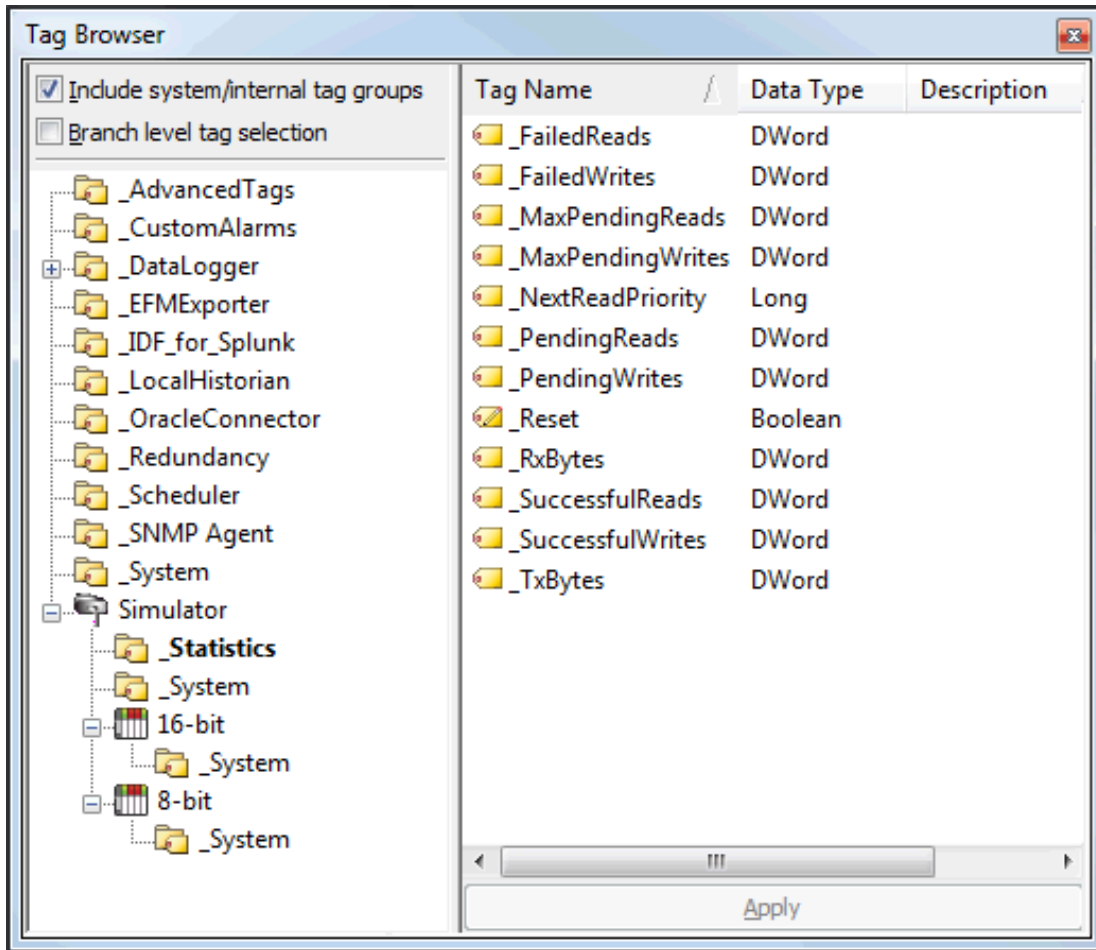 Tag Browser
Include system/internal tag groups
Branch level tag selection
_AdvancedTags
_CustomAlarms
_DataLogger
_EFMExporter
_IDF_for_Splunk
_LocalHistorian
_OracleConnector
_Redundancy
_Scheduler
_SNMP Agent
_System
Simulator
_Statistics
_System
16-bit
_System
8-bit
_System
Tag Name Data Type Description
_FailedReads DWord
_FailedWrites DWord
_MaxPendingReads DWord
_MaxPendingWrites DWord
_NextReadPriority Long
_PendingReads DWord
_PendingWrites DWord
_Reset Boolean
_RxBytes DWord
_SuccessfulReads DWord
_SuccessfulWrites DWord
_TxBytes DWord
Apply